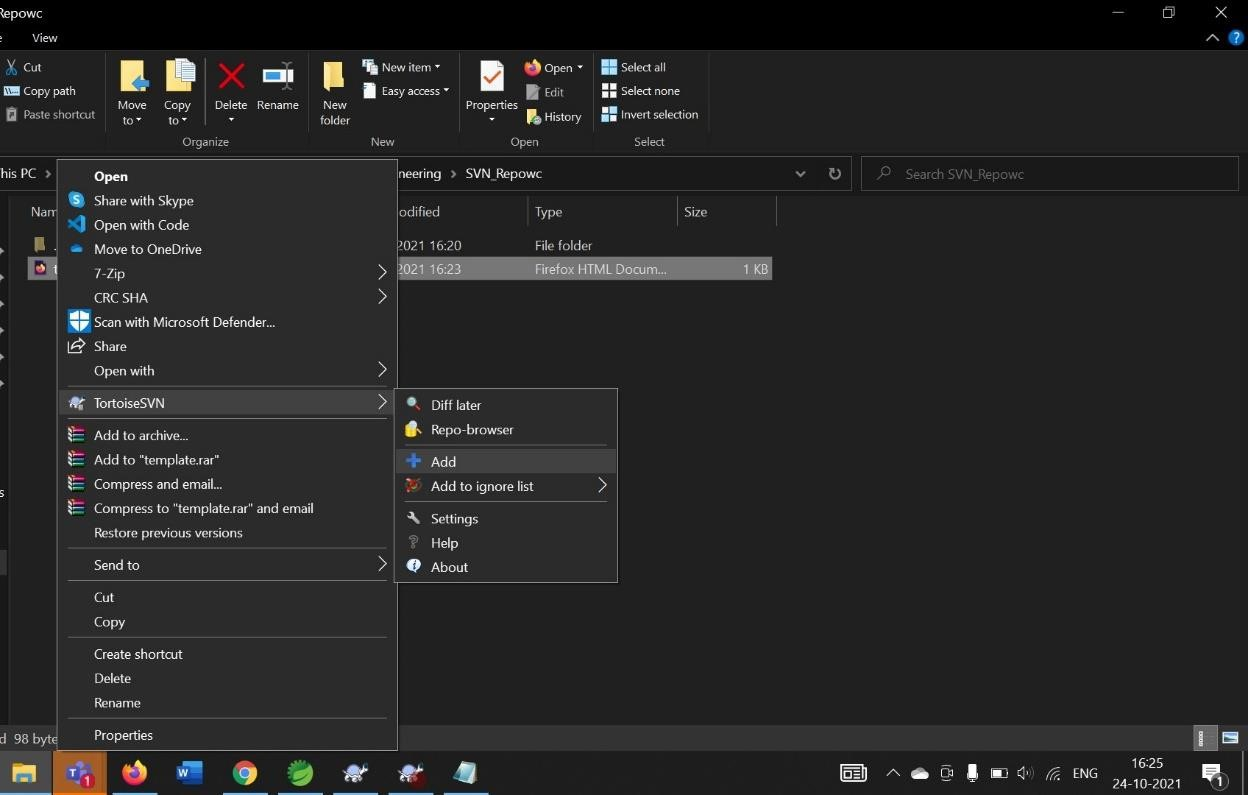 Repowc
View
Cut
Copy path
Paste shortcut
Move to
Copy to
Delete
Rename
Organize
New folder
New item
Easy access
New
Properties
Open
Edit
History
Open
Select all
Select none
Invert selection
Select
his PC
neering > SVN_Repowc
Search SVN_Repowc
Nam
odified
Type
Size
2021 16:20
File folder
2021 16:23
Firefox HTML Docum...
1 KB
Open
Share with Skype
Open with Code
Move to OneDrive
7-Zip
CRC SHA
Scan with Microsoft Defender...
Share
Open with
TortoiseSVN
Add to archive...
Add to "template.rar"
Compress and email...
Compress to "template.rar" and email
Restore previous versions
Send to
Cut
Copy
Create shortcut
Delete
Rename
Properties
Diff later
Repo-browser
Add
Add to ignore list
Settings
Help
About
d 98 byte
1
W
ENG
16:25
24-10-2021
1